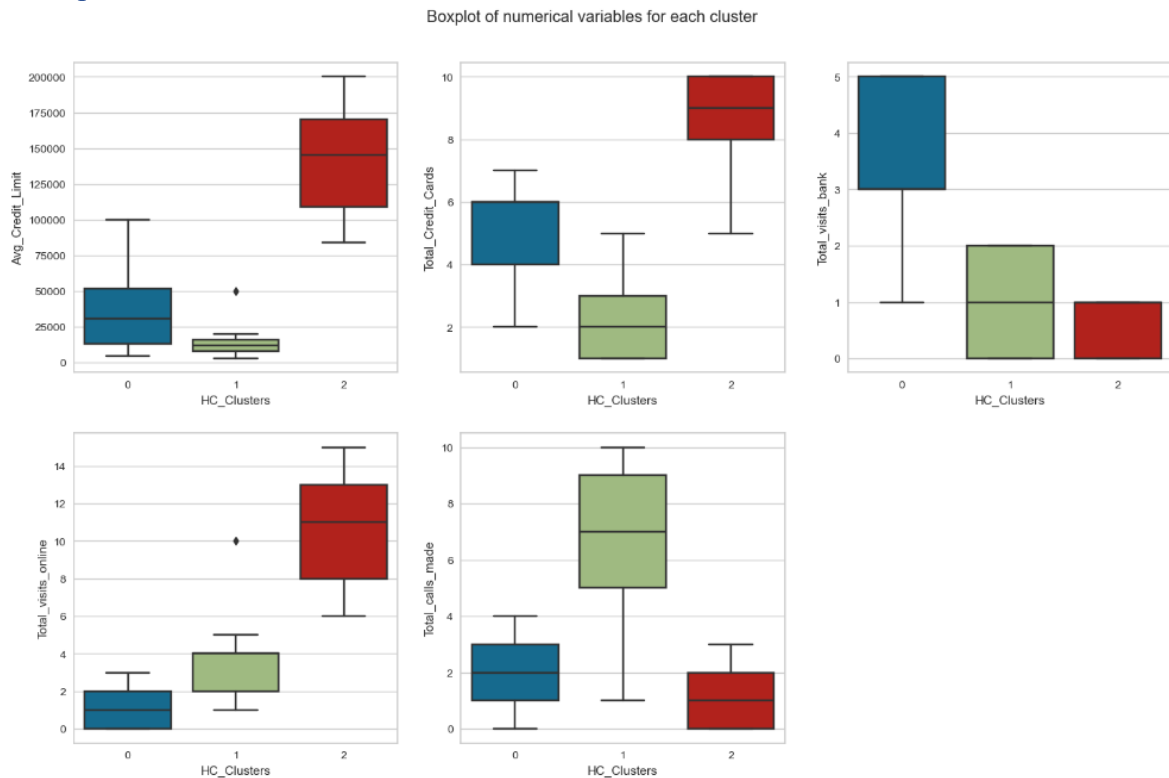 Boxplot of numerical variables for each cluster
Avg_Credit_Limit
200000
175000
150000
125000
100000
75000
50000
25000
0
0 1 2
HC_Clusters
Total_Credit_Cards
10
8
6
4
2
0 1 2
HC_Clusters
Total_visits_bank
5
4
3
2
1
0
0 1 2
HC_Clusters
Total_visits_online
14
12
10
8
6
4
2
0
0 1 2
HC_Clusters
Total_calls_made
10
8
6
4
2
0
0 1 2
HC_Clusters